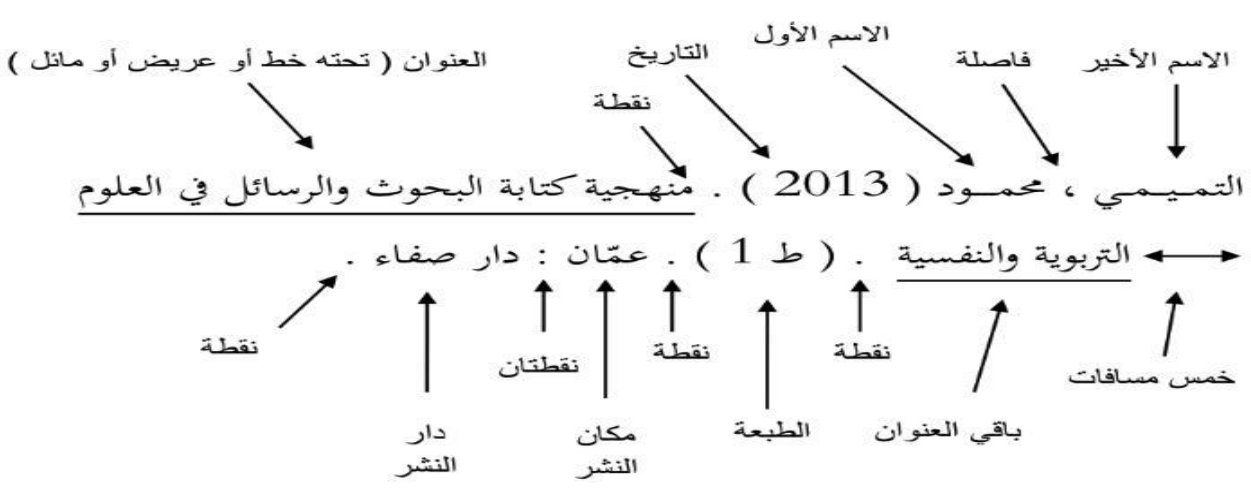 الاسم الأول
الاسم الأخير
فاصلة
التاريخ
العنوان ( تحته خط أو عريض أو مائل )
نقطة
التمـيـمـي ، محمــود ( 2013 ) . منهجية كتابة البحوث والرسائل في العلوم
التربوية والنفسية . ( ط 1 ) . عمّان : دار صفاء .
خمس مسافات
نقطة
نقطة
نقطتان
نقطة
باقي العنوان
الطبعة
مكان
النشر
دار
النشر